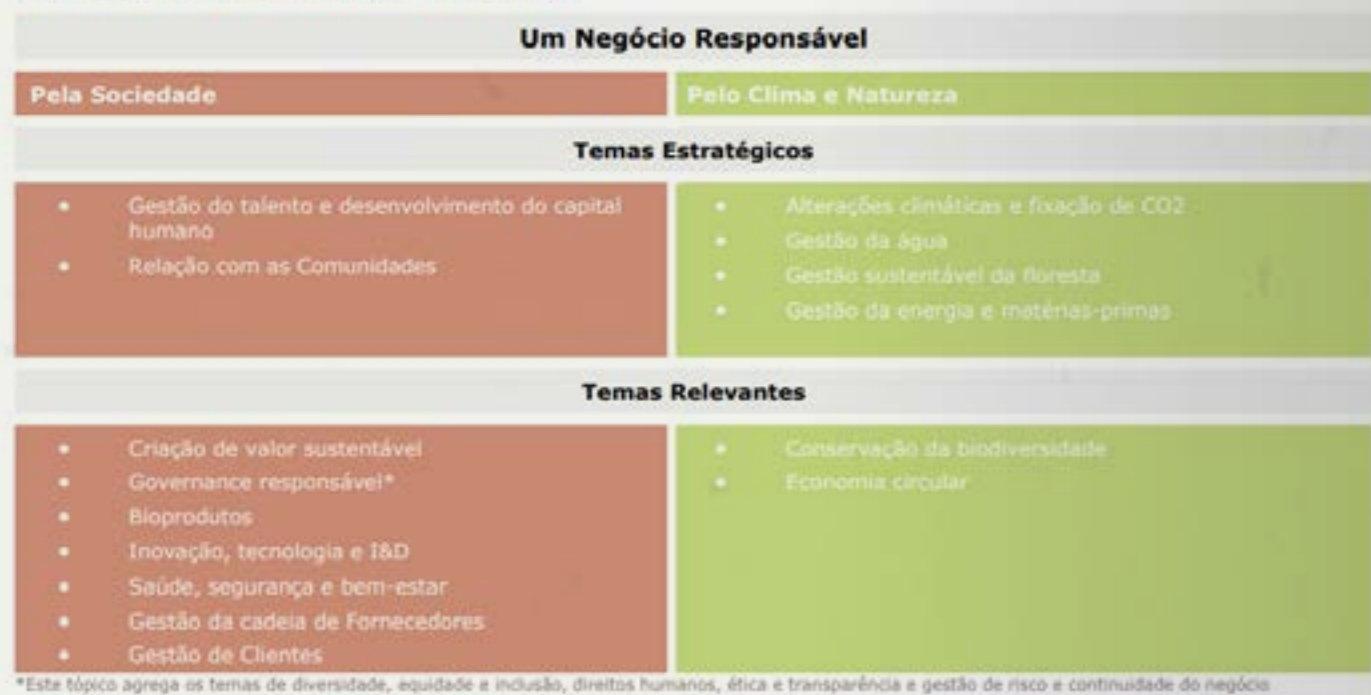 Um Negócio Responsável
Pela Sociedade
Pelo Clima e Natureza
Temas Estratégicos
• Gestão do talento e desenvolvimento do capital
humano
• Relação com as Comunidades
• Alterações climáticas e fixação de CO2
• Gestão da água
• Gestão sustentável da floresta
• Gestão da energia e matérias-primas
Temas Relevantes
• Criação de valor sustentável
• Governance responsável*
• Bioprodutos
• Inovação, tecnologia e I&D
• Saúde, segurança e bem-estar
• Gestão da cadeia de Fornecedores
• Gestão de Clientes
• Conservação da biodiversidade
• Economia circular
*Este tópico agrega os temas de diversidade, equidade e inclusão, direitos humanos, ética e transparência e gestão de risco e continuidade do negócio